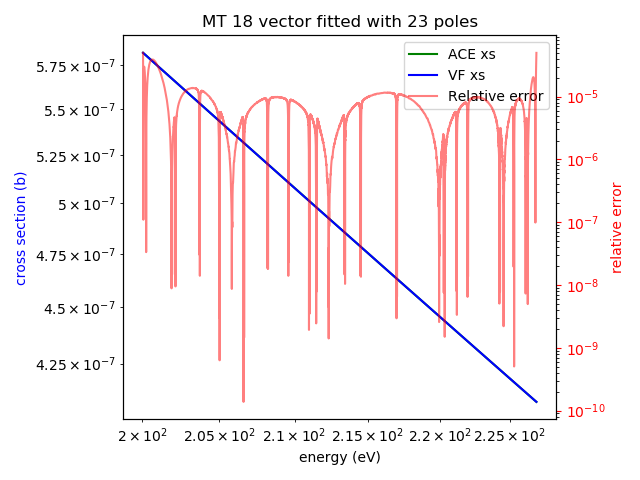 MT 18 vector fitted with 23 poles
ACE xs
VF xs
Relative error
cross section (b)
5.75 × 10⁻⁷
5.5 × 10⁻⁷
5.25 × 10⁻⁷
5 × 10⁻⁷
4.75 × 10⁻⁷
4.5 × 10⁻⁷
4.25 × 10⁻⁷
10⁻⁵
10⁻⁶
10⁻⁷
10⁻⁸
10⁻⁹
10⁻¹⁰
relative error
2 × 10² 2.05 × 10² 2.1 × 10² 2.15 × 10² 2.2 × 10² 2.25 × 10²
energy (eV)